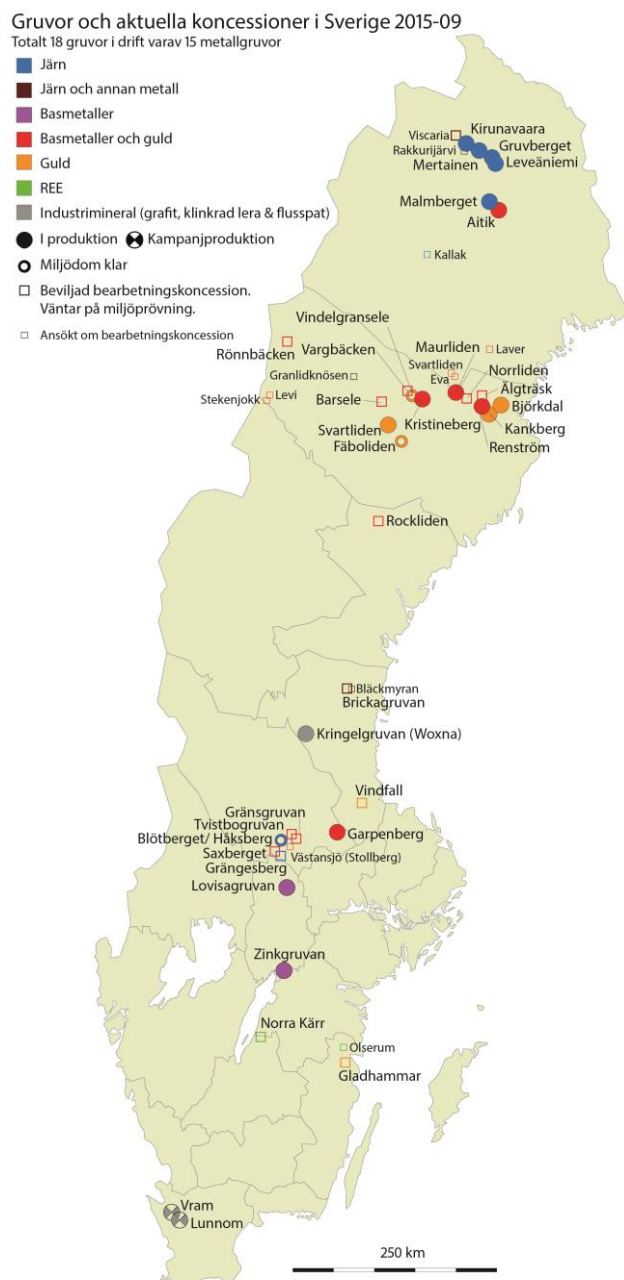 Gruvor och aktuella koncessioner i Sverige 2015-09
Totalt 18 gruvor i drift varav 15 metallgruvor
Järn
Järn och annan metall
Basmetaller
Basmetaller och guld
Guld
REE
Industrimineral (grafit, klinkrad lera & flusspat)
I produktion
Kampanjproduktion
Miljödom klar
Beviljad bearbetningskoncession.
Väntar på miljöprövning.
Ansökt om bearbetningskoncession
Viscaria
Kirunavaara
Rakkurijärvi
Gruvberget
Mertainen
Leveäniemi
Malmberget
Aitik
Kallak
Vindelgransele
Rönnbäcken
Vargbäcken
Maurliden
Laver
Svartliden
Norrliden
Granlidknösen
Eva
Älgträsk
Stekenjokk
Levi
Barsele
Björkdal
Svartliden
Kristineberg
Kankberg
Fäboliden
Renström
Rockliden
Bläckmyran
Brickagruvan
Kringelgruvan (Woxna)
Vindfall
Gränsgruvan
Tvistbogruvan
Garpenberg
Blötberget/ Håksberg
Saxberget
Västansjö (Stollberg)
Grängesberg
Lovisagruvan
Zinkgruvan
Norra Kärr
Olserum
Gladhammar
Vram
Lunnom
250 km